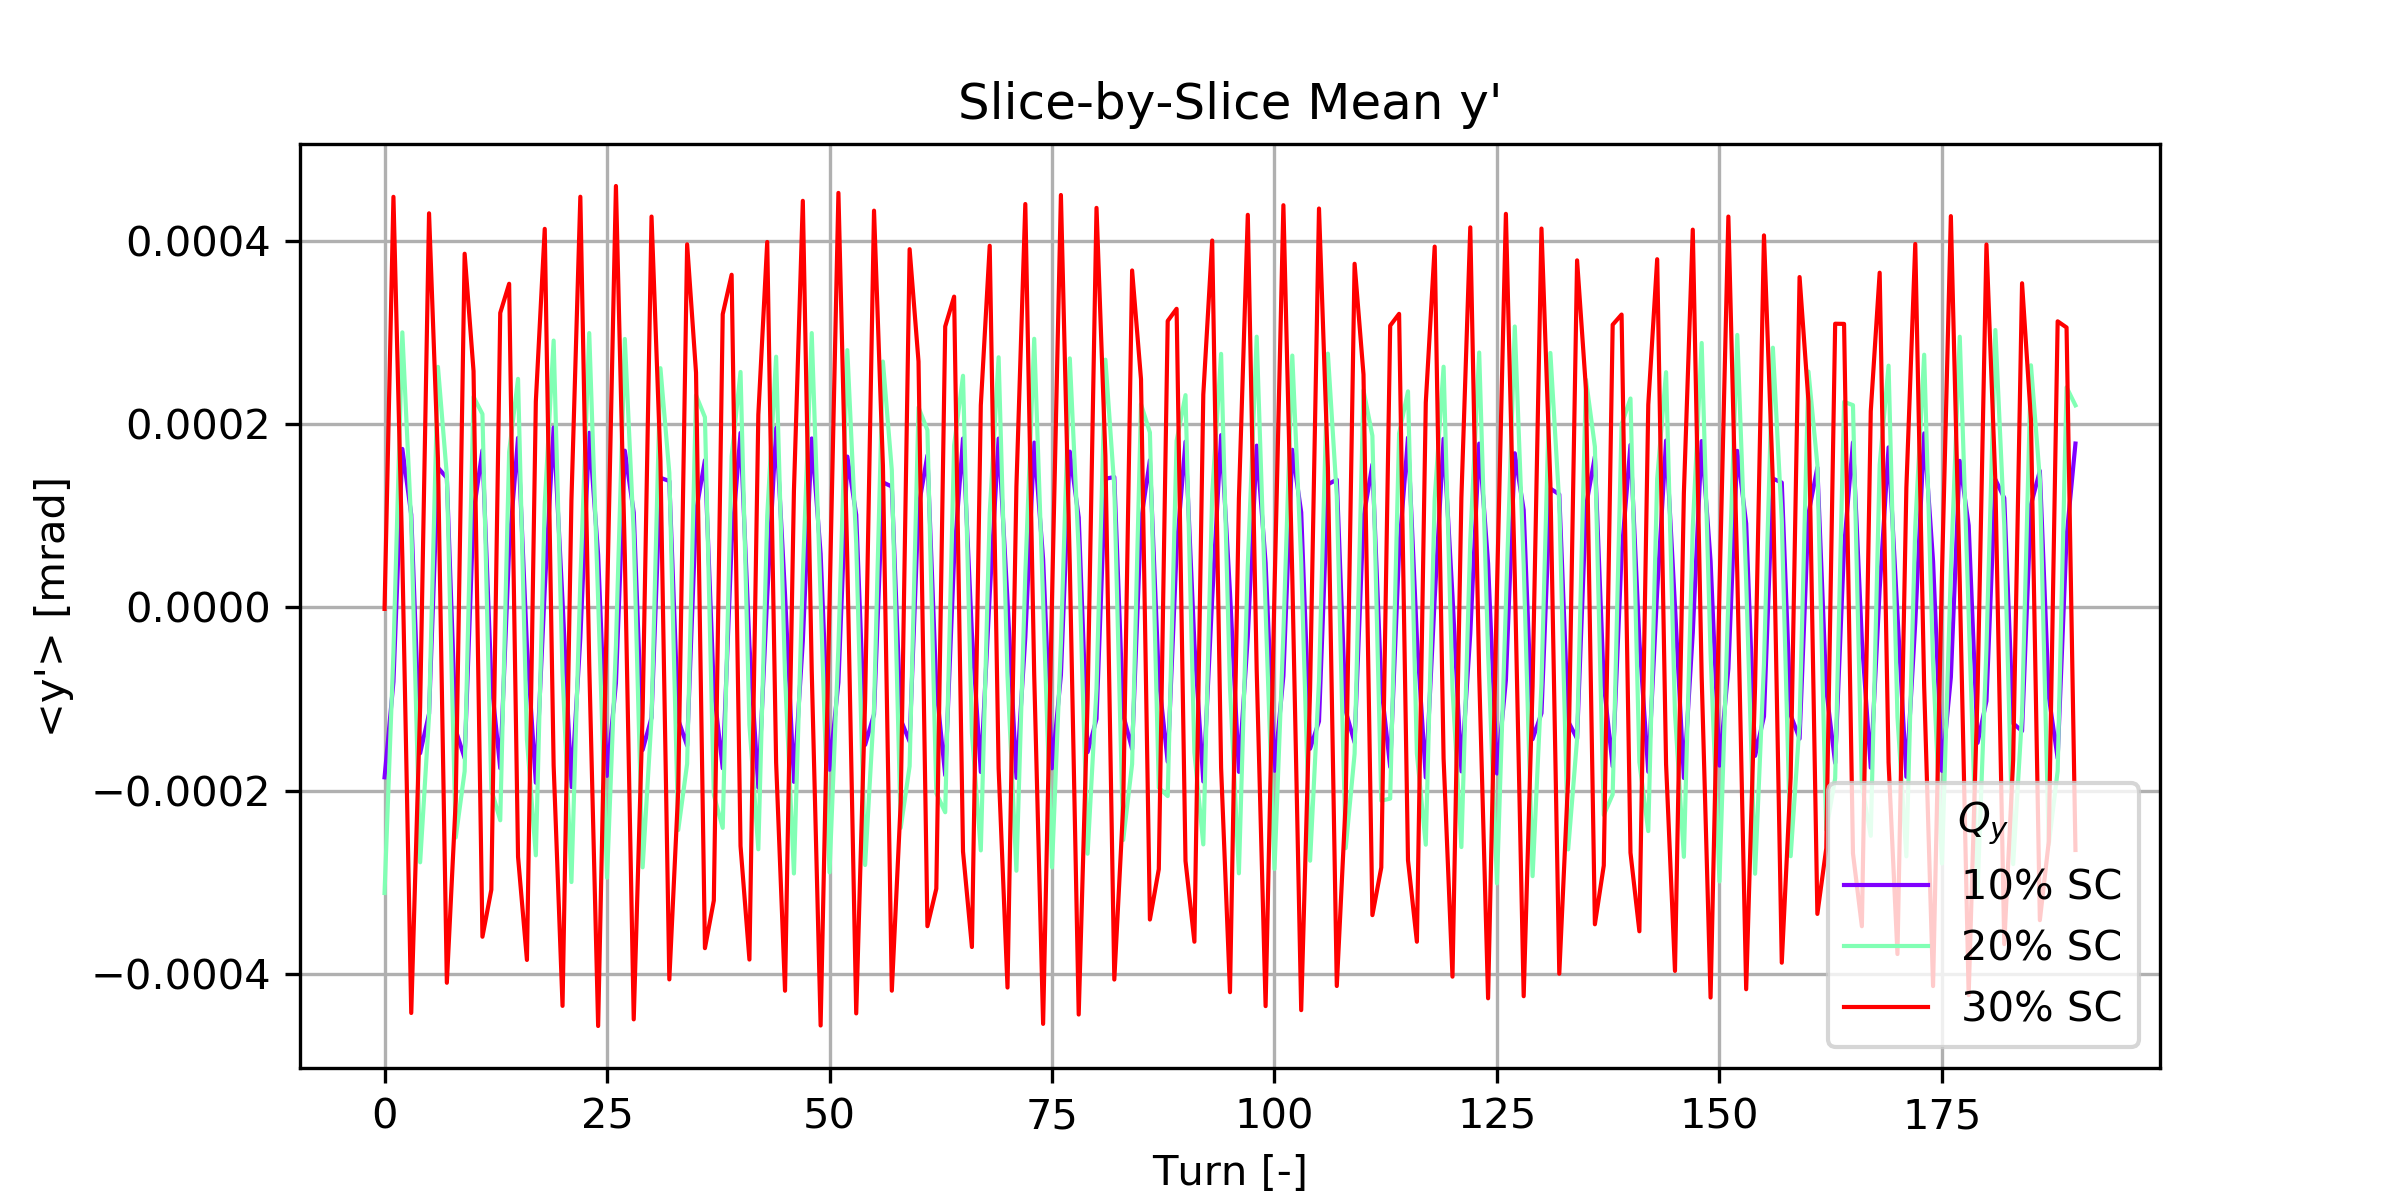 Slice-by-Slice Mean y'
<y'> [mrad]
0.0004
0.0002
0.0000
−0.0002
−0.0004
0
25
50
75
100
125
150
175
Turn [-]
Q_y
10% SC
20% SC
30% SC